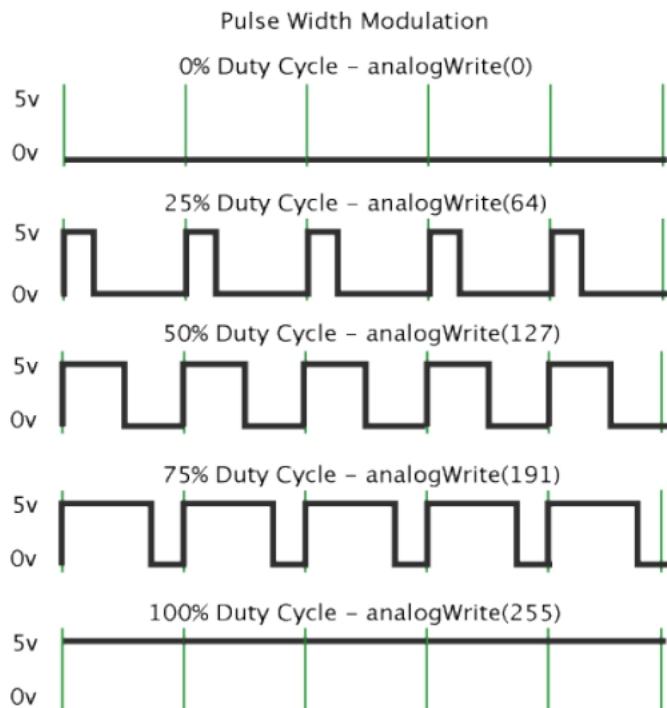 Pulse Width Modulation
0% Duty Cycle – analogWrite(0)
5v
0v
25% Duty Cycle – analogWrite(64)
5v
0v
50% Duty Cycle – analogWrite(127)
5v
0v
75% Duty Cycle – analogWrite(191)
5v
0v
100% Duty Cycle – analogWrite(255)
5v
0v